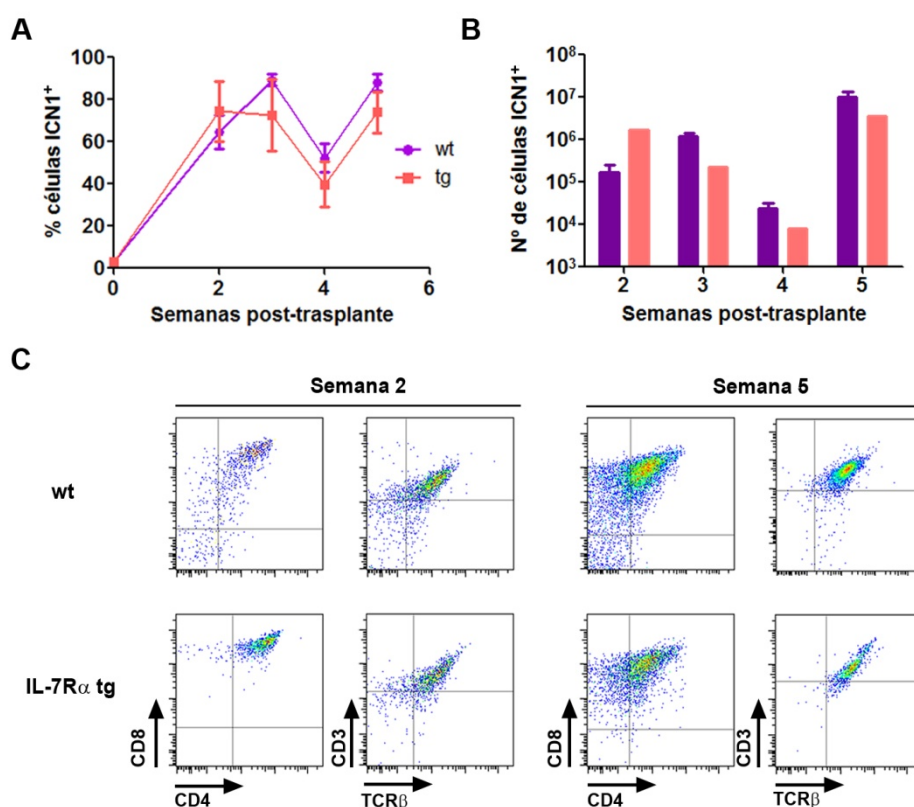 A
% células ICN1⁺
100
80
60
40
20
0
0
2
4
6
Semanas post-trasplante
wt
tg
B
Nº de células ICN1⁺
10⁸
10⁷
10⁶
10⁵
10⁴
10³
2
3
4
5
Semanas post-trasplante
C
Semana 2
Semana 5
wt
IL-7Rα tg
CD8
CD4
CD3
TCRβ
CD8
CD4
CD3
TCRβ